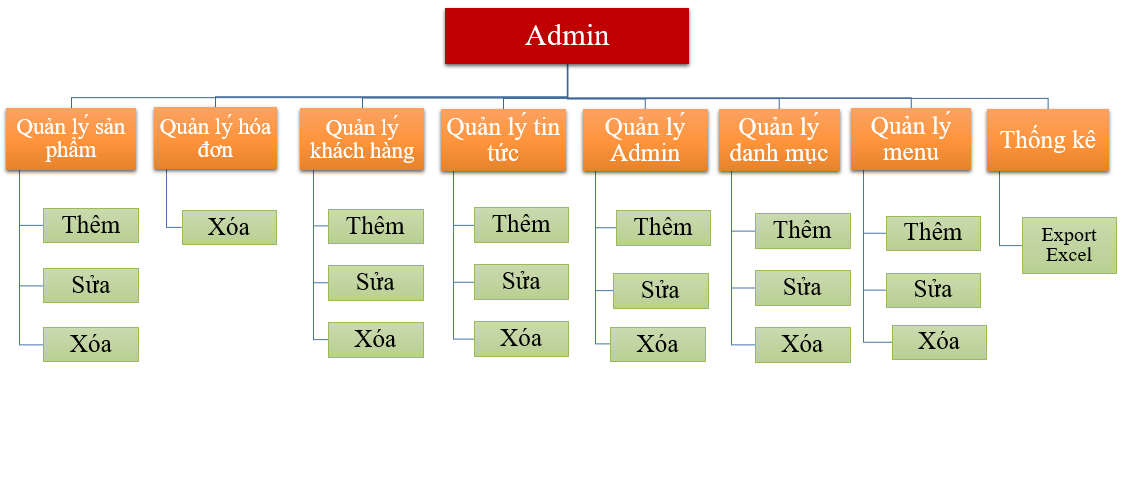 Admin
Quản lý sản
phẩm
Thêm
Sửa
Xóa
Quản lý hóa
đơn
Xóa
Quản lý
khách hàng
Thêm
Sửa
Xóa
Quản lý tin
tức
Thêm
Sửa
Xóa
Quản lý
Admin
Thêm
Sửa
Xóa
Quản lý
danh mục
Thêm
Sửa
Xóa
Quản lý
menu
Thêm
Sửa
Xóa
Thống kê
Export
Excel